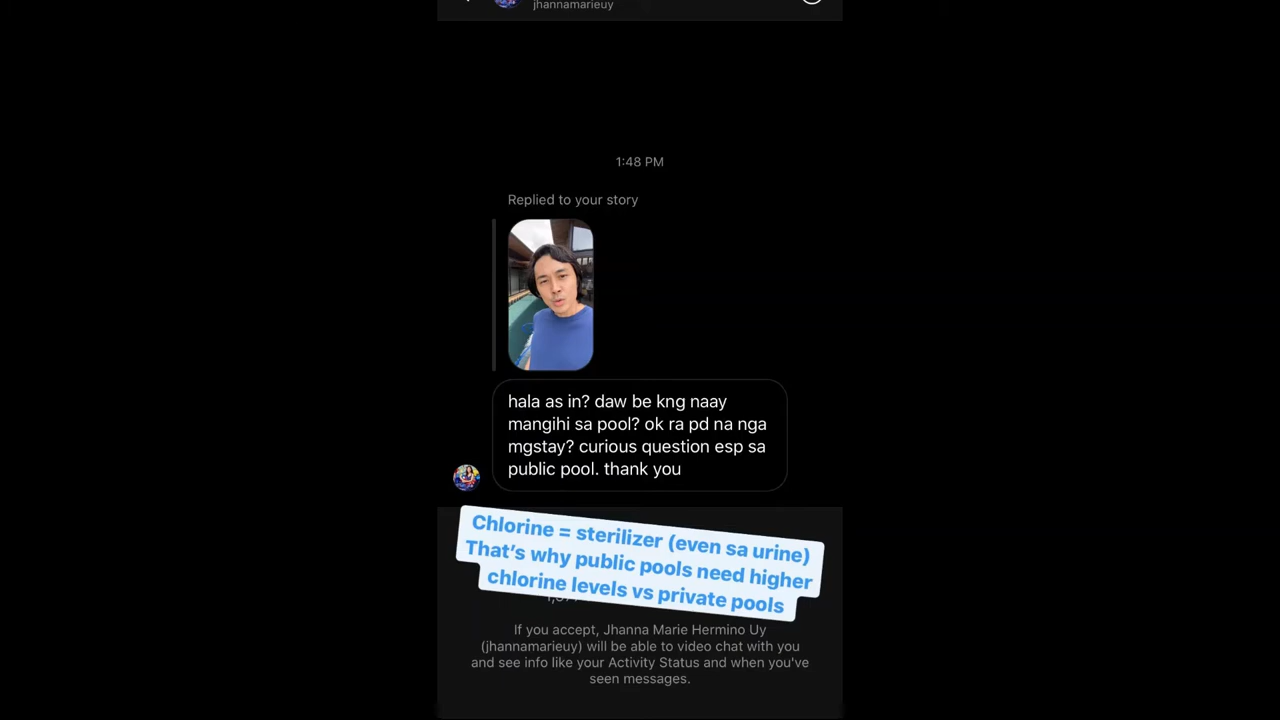 jhannamarieuy
1:48 PM
Replied to your story
hala as in? daw be kng naay
mangihi sa pool? ok ra pd na nga
mgstay? curious question esp sa
public pool. thank you
Chlorine = sterilizer (even sa urine)
That's why public pools need higher
chlorine levels vs private pools
If you accept, Jhanna Marie Hermino Uy
(jhannamarieuy) will be able to video chat with you
and see info like your Activity Status and when you've
seen messages.